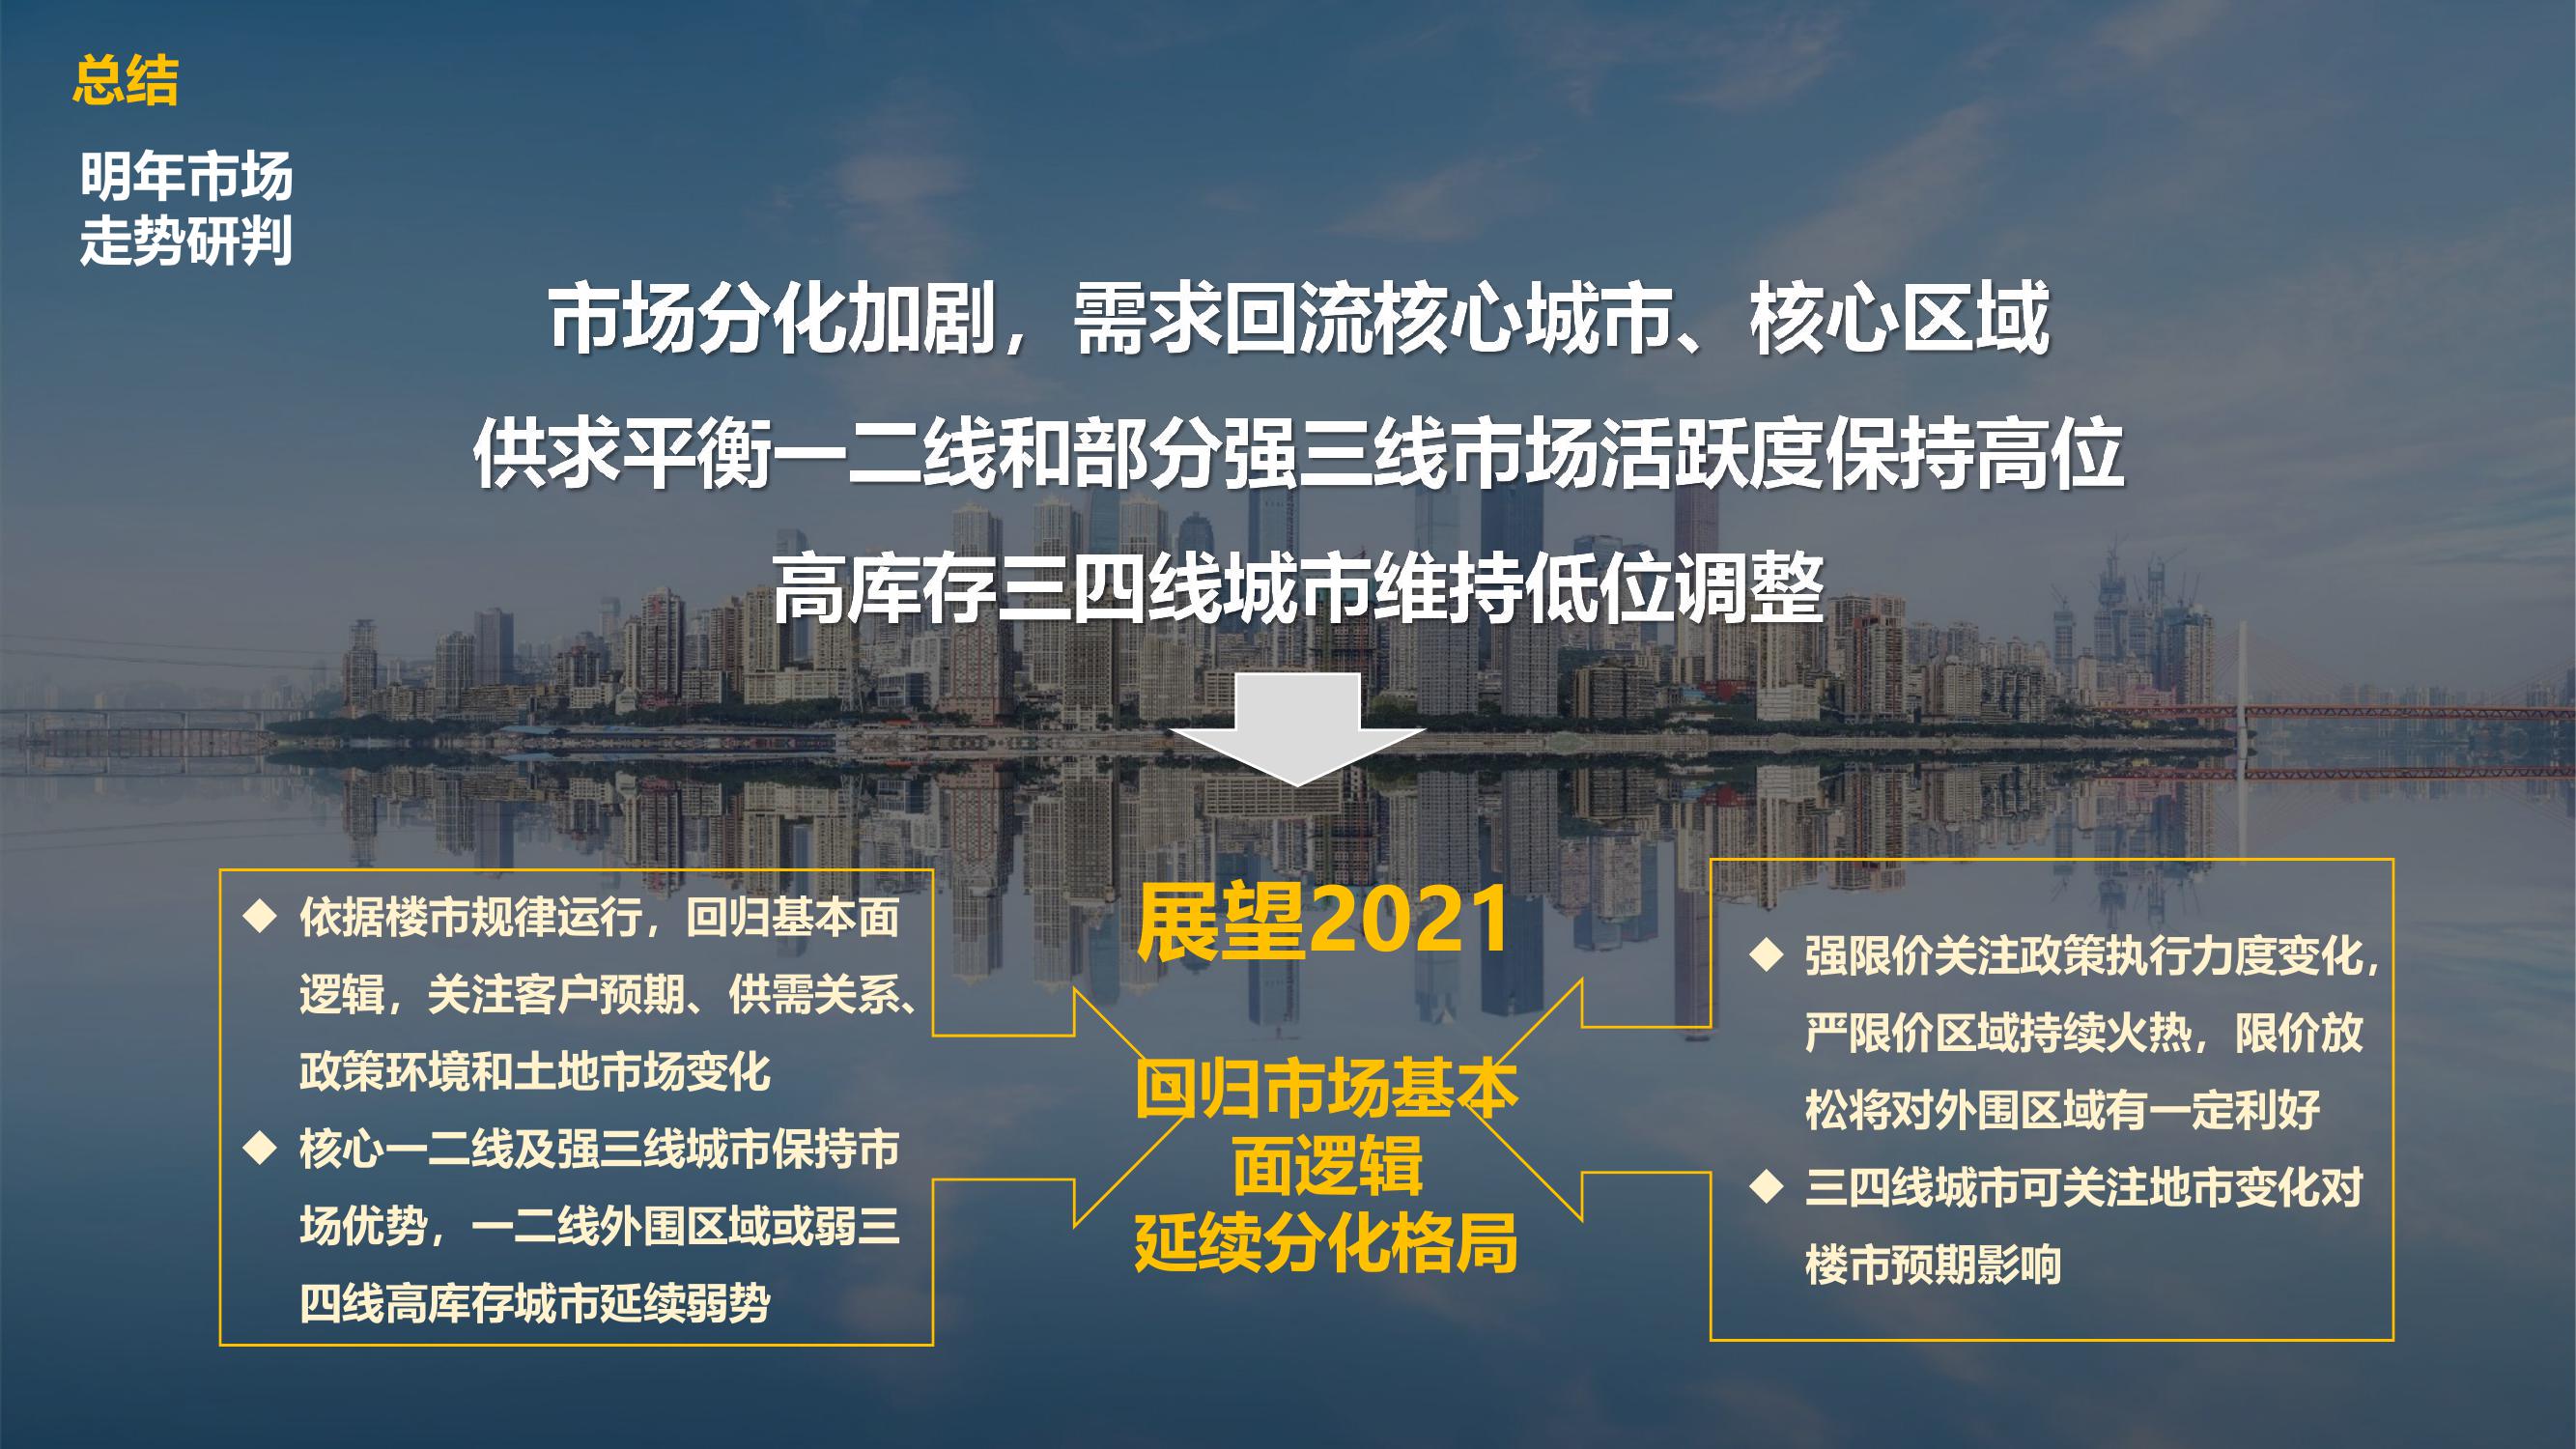 总结
明年市场
走势研判
市场分化加剧，需求回流核心城市、核心区域
供求平衡一二线和部分强三线市场活跃度保持高位
高库存三四线城市维持低位调整
◆ 依据楼市规律运行，回归基本面
逻辑，关注客户预期、供需关系、
政策环境和土地市场变化
◆ 核心一二线及强三线城市保持市
场优势，一二线外围区域或弱三
四线高库存城市延续弱势
展望2021
回归市场基本
面逻辑
延续分化格局
◆ 强限价关注政策执行力度变化，
严限价区域持续火热，限价放
松将对外围区域有一定利好
◆ 三四线城市可关注地市变化对
楼市预期影响